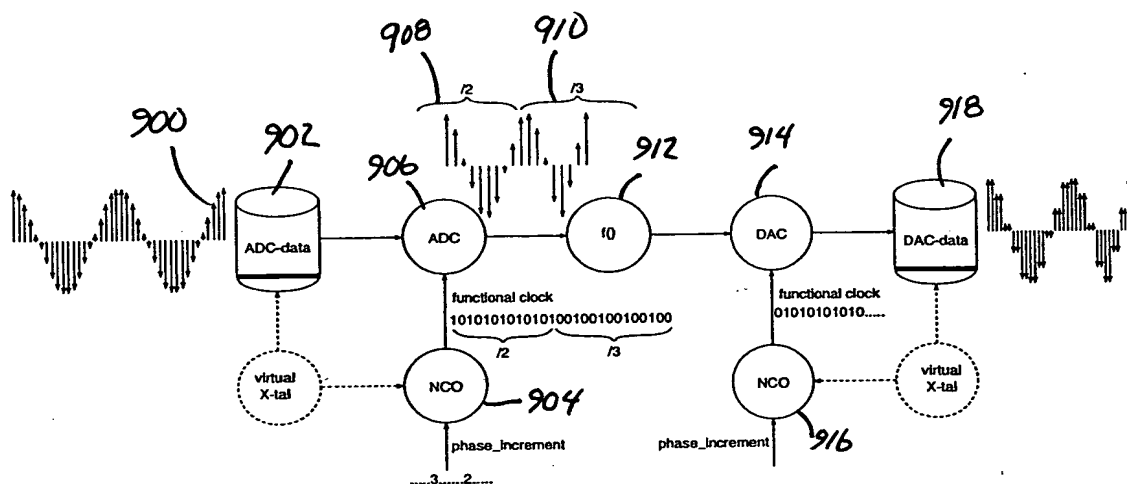 908
910
/2
/3
900
902
906
912
914
918
ADC-data
ADC
f()
DAC
DAC-data
functional clock
1010101010101001001001001 00
/2
/3
functional clock
01010101010.....
virtual
X-tal
NCO
904
NCO
916
virtual
X-tal
phase_increment
phase_increment
.....3......2.....